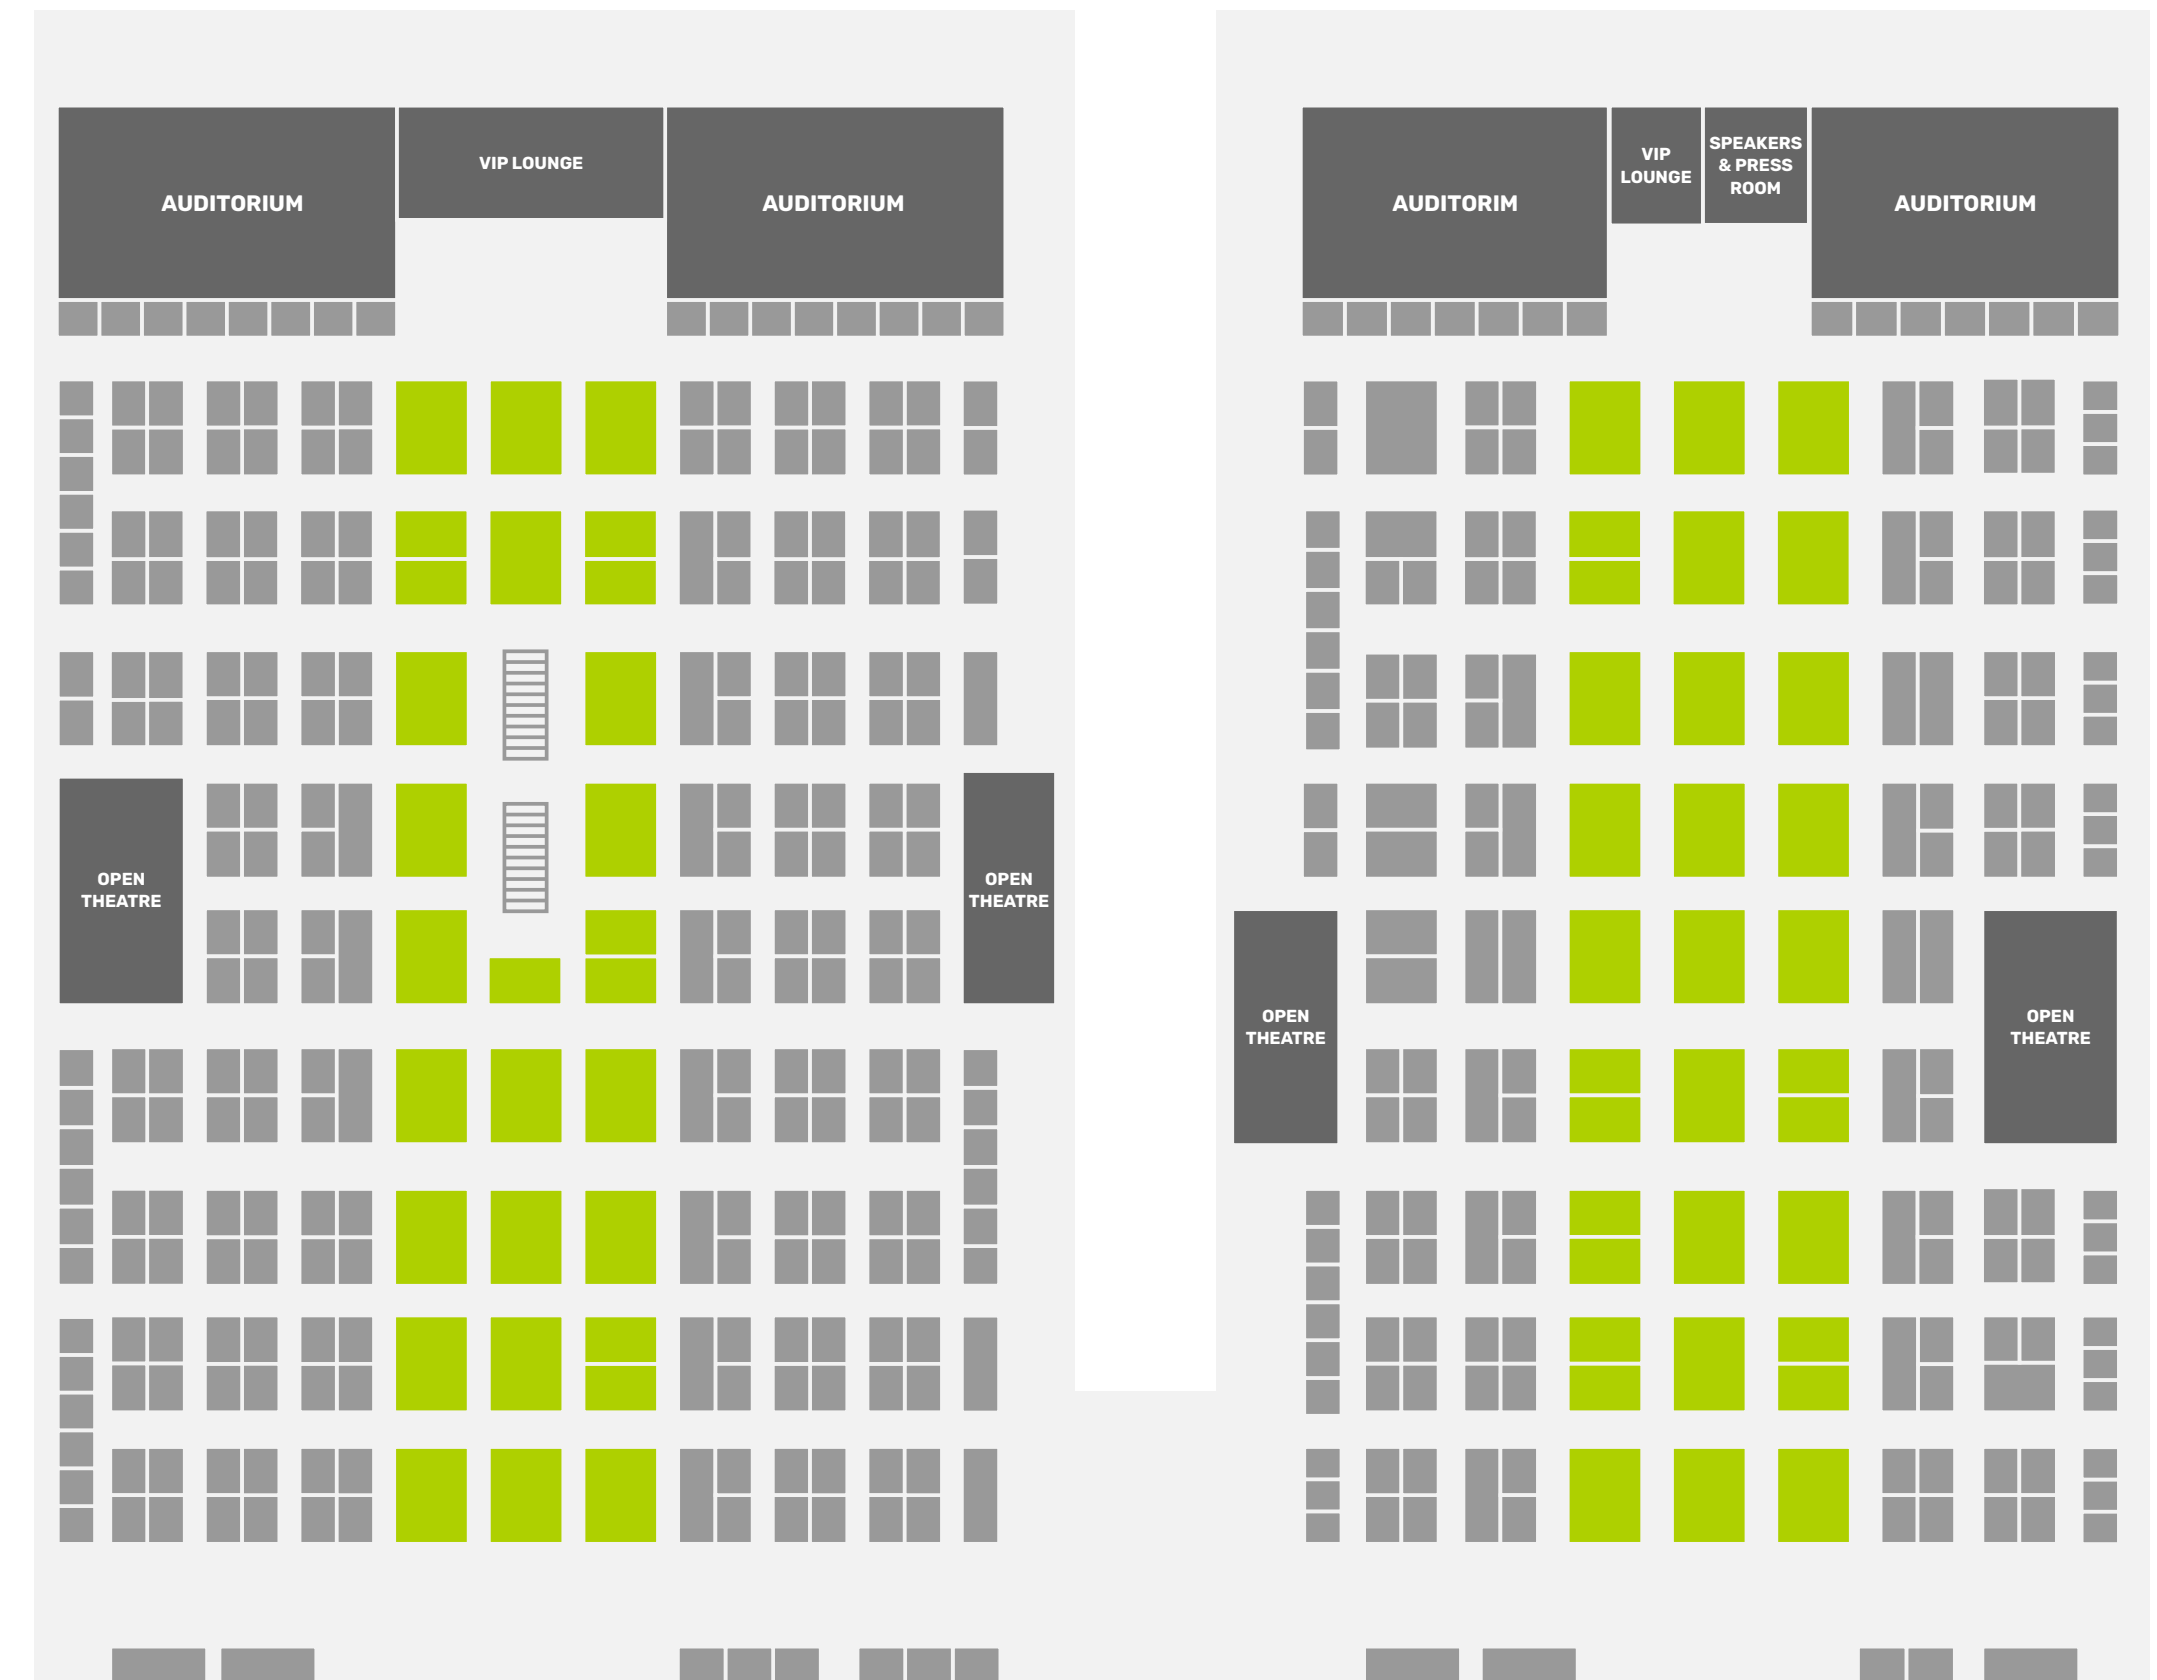 AUDITORIUM
VIP LOUNGE
AUDITORIUM
AUDITORIM
VIP
LOUNGE
SPEAKERS
& PRESS
ROOM
AUDITORIUM
OPEN
THEATRE
OPEN
THEATRE
OPEN
THEATRE
OPEN
THEATRE